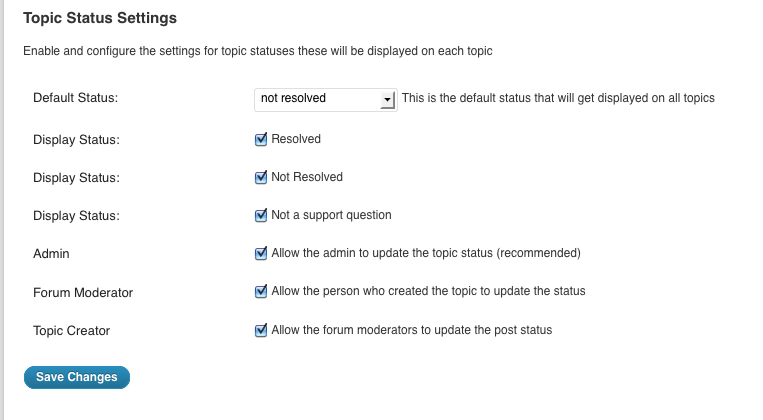 Topic Status Settings
Enable and configure the settings for topic statuses these will be displayed on each topic
Default Status: not resolved This is the default status that will get displayed on all topics
Display Status: Resolved
Display Status: Not Resolved
Display Status: Not a support question
Admin Allow the admin to update the topic status (recommended)
Forum Moderator Allow the person who created the topic to update the status
Topic Creator Allow the forum moderators to update the post status
Save Changes